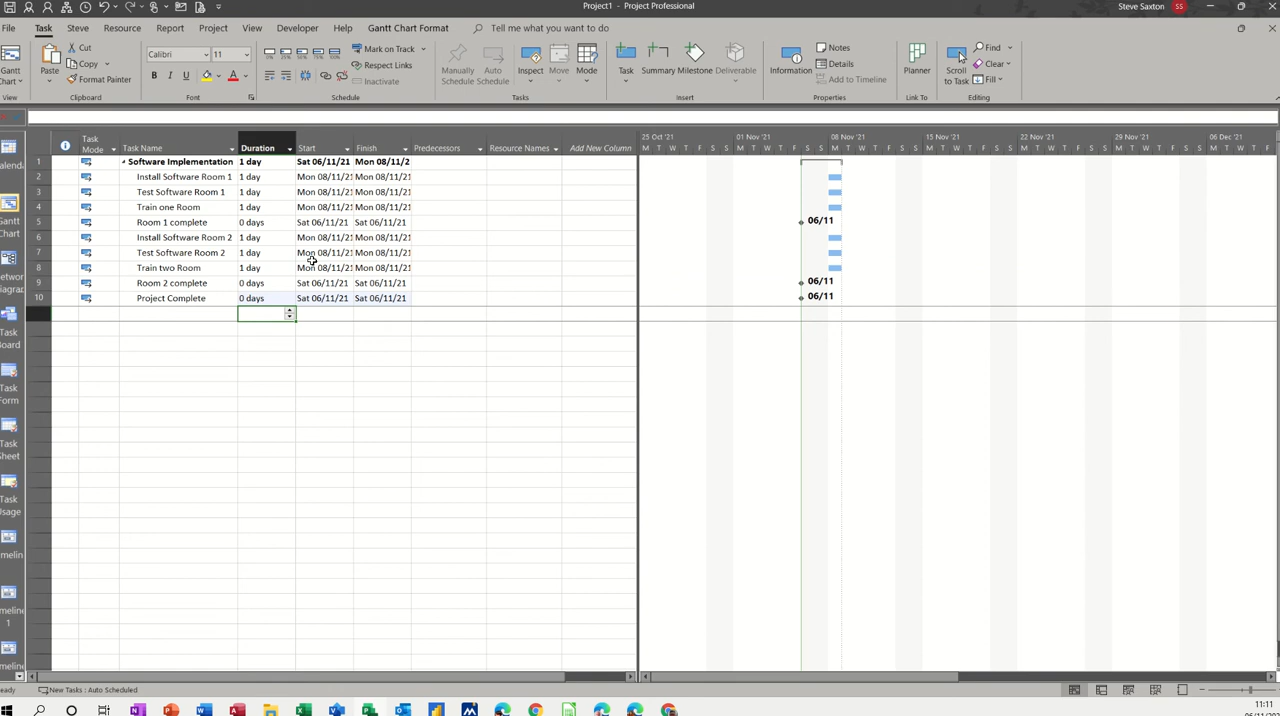 Project1 - Project Professional
Steve Saxton SS
File Task Steve Resource Report Project View Developer Help Gantt Chart Format Tell me what you want to do
Gantt Chart
View
Paste
Cut
Copy
Format Painter
Clipboard
Calibri 11
B I U A
Font
Mark on Track
Respect Links
Inactivate
Schedule
Manually Schedule
Auto Schedule
Inspect
Move
Mode
Tasks
Task
Summary
Milestone
Deliverable
Insert
Information
Notes
Details
Add to Timeline
Properties
Planner
Link To
Scroll to Task
Find
Clear
Fill
Editing
Task Mode Task Name Duration Start Finish Predecessors Resource Names Add New Column
1 Software Implementation 1 day Sat 06/11/21 Mon 08/11/2
2 Install Software Room 1 1 day Mon 08/11/21 Mon 08/11/21
3 Test Software Room 1 1 day Mon 08/11/21 Mon 08/11/21
4 Train one Room 1 day Mon 08/11/21 Mon 08/11/21
5 Room 1 complete 0 days Sat 06/11/21 Sat 06/11/21
6 Install Software Room 2 1 day Mon 08/11/21 Mon 08/11/21
7 Test Software Room 2 1 day Mon 08/11/21 Mon 08/11/21
8 Train two Room 1 day Mon 08/11/21 Mon 08/11/21
9 Room 2 complete 0 days Sat 06/11/21 Sat 06/11/21
10 Project Complete 0 days Sat 06/11/21 Sat 06/11/21
25 Oct '21 01 Nov '21 08 Nov '21 15 Nov '21 22 Nov '21 29 Nov '21 06 Dec '21
M T W T F S S M T W T F S S M T W T F S S M T W T F S S M T W T F S S M T W T F S S M T W T F
06/11
06/11
06/11
Gantt Chart
Task Form
Task Sheet
New Tasks : Auto Scheduled
11:11